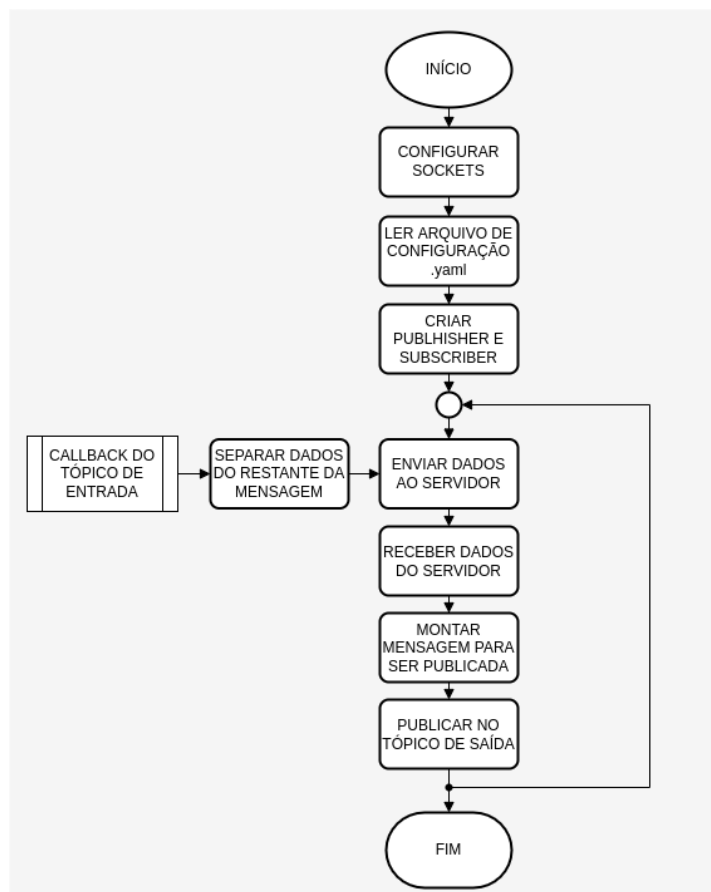 INÍCIO
CONFIGURAR
SOCKETS
LER ARQUIVO DE
CONFIGURAÇÃO
.yaml
CRIAR
PUBLHISHER E
SUBSCRIBER
CALLBACK DO
TÓPICO DE
ENTRADA
SEPARAR DADOS
DO RESTANTE DA
MENSAGEM
ENVIAR DADOS
AO SERVIDOR
RECEBER DADOS
DO SERVIDOR
MONTAR
MENSAGEM PARA
SER PUBLICADA
PUBLICAR NO
TÓPICO DE SAÍDA
FIM